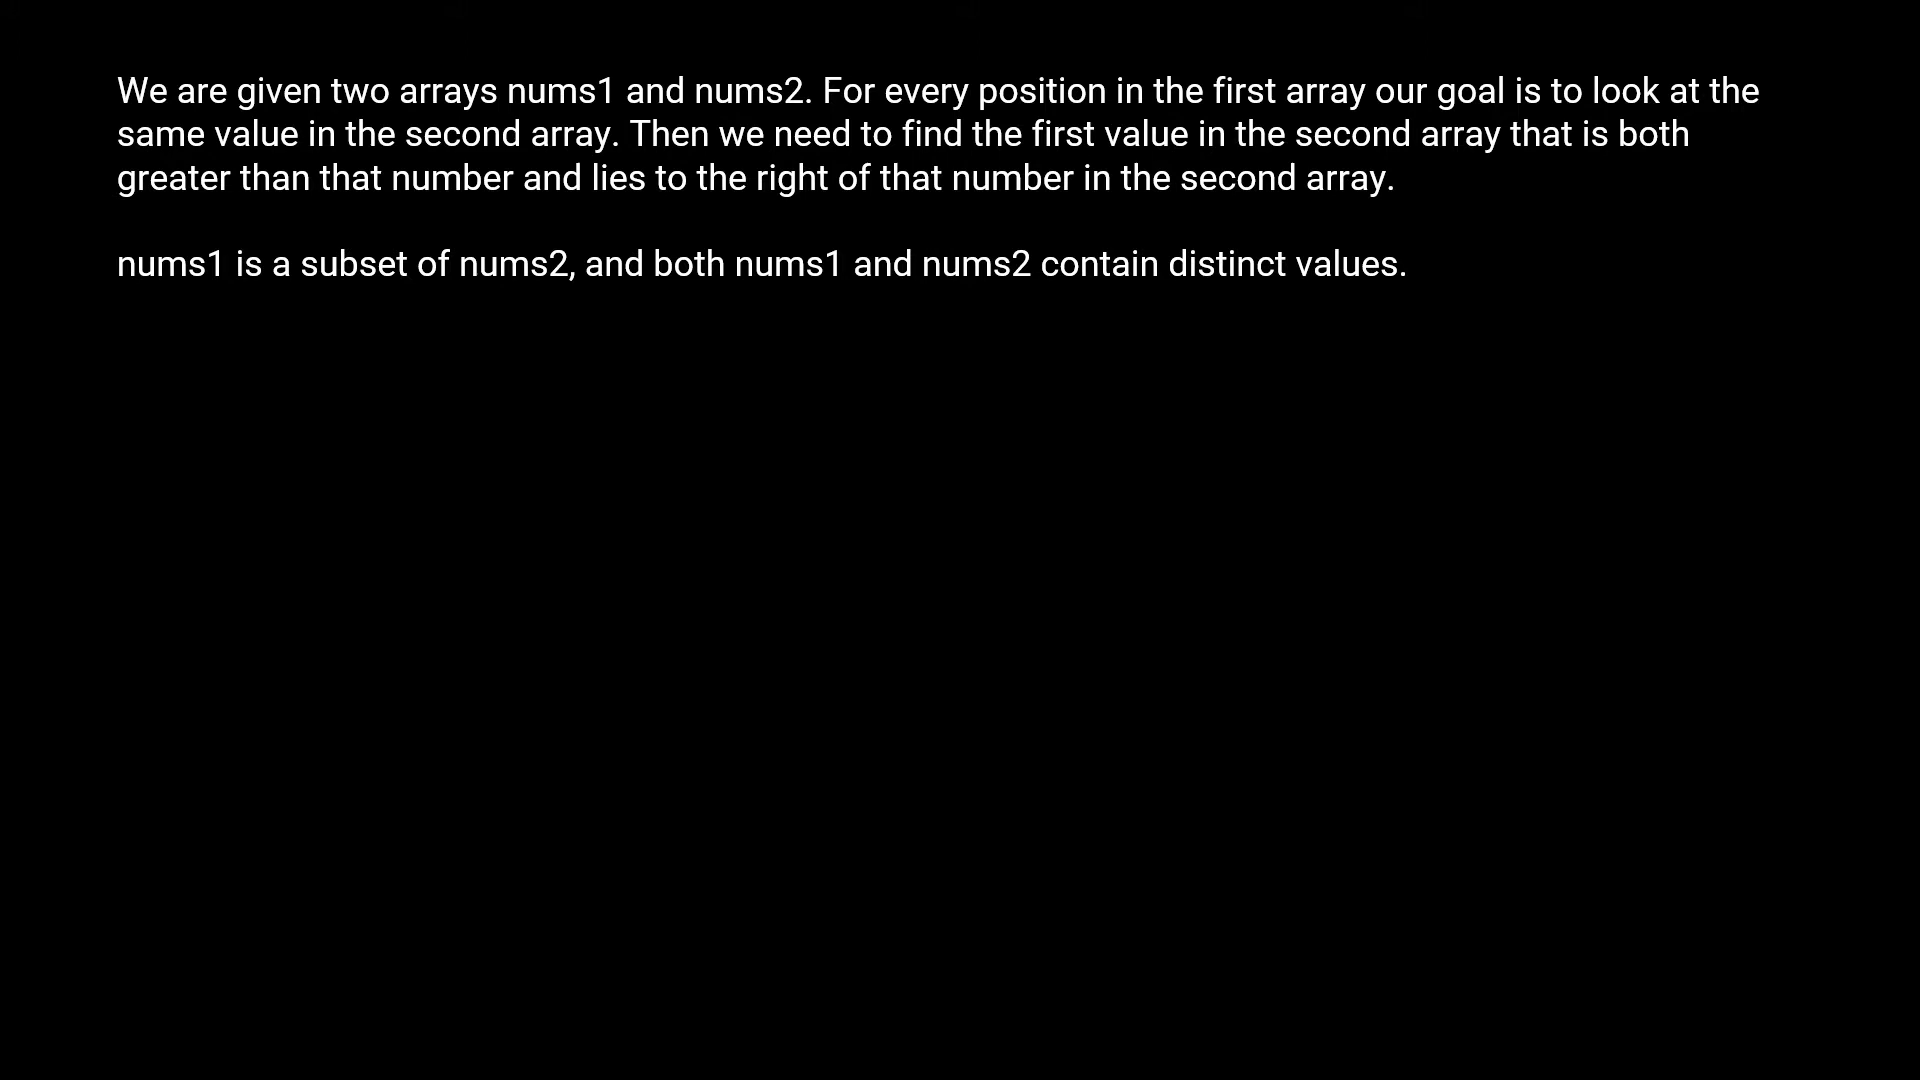 We are given two arrays nums1 and nums2. For every position in the first array our goal is to look at the
same value in the second array. Then we need to find the first value in the second array that is both
greater than that number and lies to the right of that number in the second array.
nums1 is a subset of nums2, and both nums1 and nums2 contain distinct values.